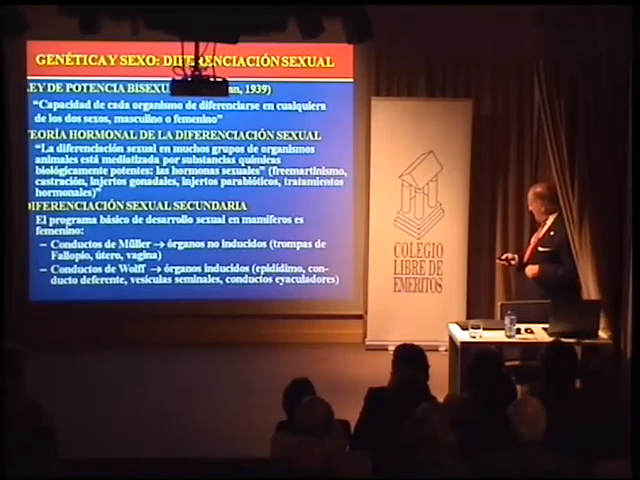 GENÉTICA Y SEXO: DIFERENCIACIÓN SEXUAL
LEY DE POTENCIA 1939)
“Capacidad de cada organismo de diferenciarse en cualquiera
de los dos sexos, masculino o femenino”
TEORÍA HORMONAL DE LA DIFERENCIACIÓN SEXUAL
“La diferenciación sexual en muchos grupos de organismos
animales está mediatizada por substancias químicas
biológicamente potentes: las hormonas sexuales” (freemartinismo,
castración, injertos gonadales, injertos parabióticos, tratamientos
hormonales)”
DIFERENCIACIÓN SEXUAL SECUNDARIA
El programa básico de desarrollo sexual en mamíferos es
femenino:
– Conductos de Müller → órganos no inducidos (trompas de
Fallopio, útero, vagina)
– Conductos de Wolff → órganos inducidos (epidídimo, con-
ducto deferente, vesículas seminales, conductos eyaculadores)
COLEGIO
LIBRE DE
EMÉRITOS